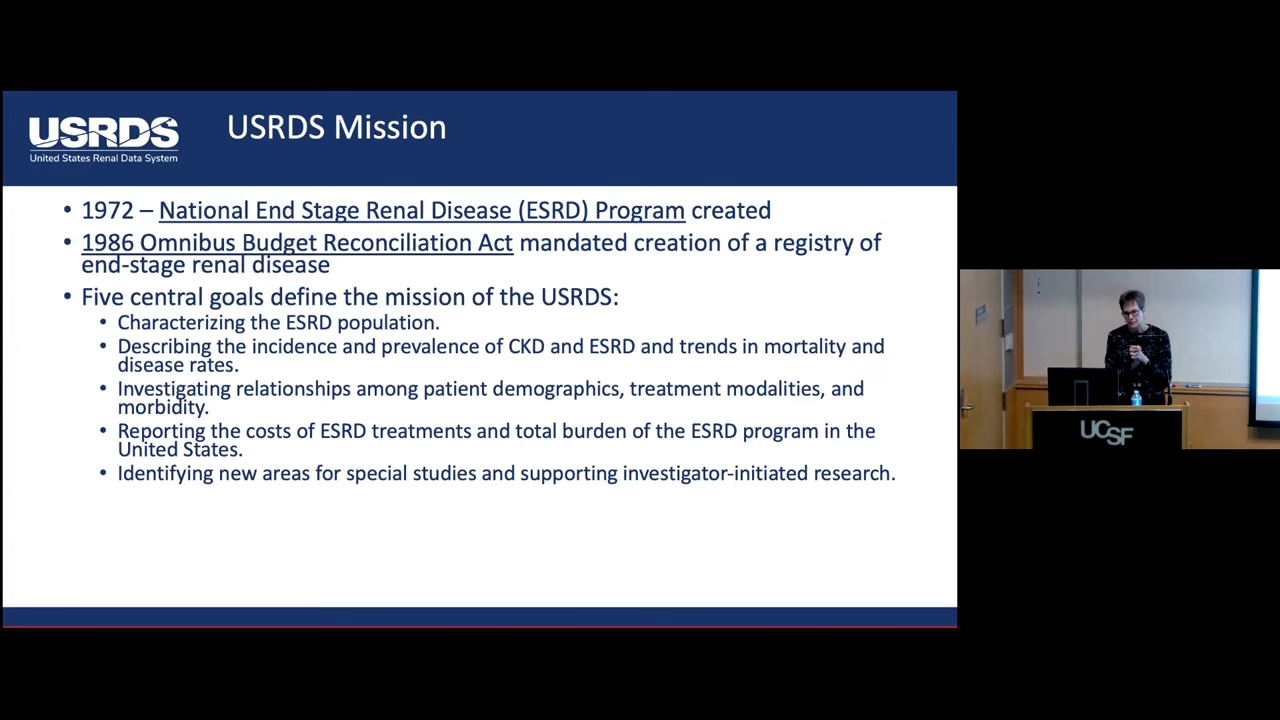 USRDS
United States Renal Data System
USRDS Mission
• 1972 – National End Stage Renal Disease (ESRD) Program created
• 1986 Omnibus Budget Reconciliation Act mandated creation of a registry of
end-stage renal disease
• Five central goals define the mission of the USRDS:
• Characterizing the ESRD population.
• Describing the incidence and prevalence of CKD and ESRD and trends in mortality and
disease rates.
• Investigating relationships among patient demographics, treatment modalities, and
morbidity.
• Reporting the costs of ESRD treatments and total burden of the ESRD program in the
United States.
• Identifying new areas for special studies and supporting investigator-initiated research.
UCSF